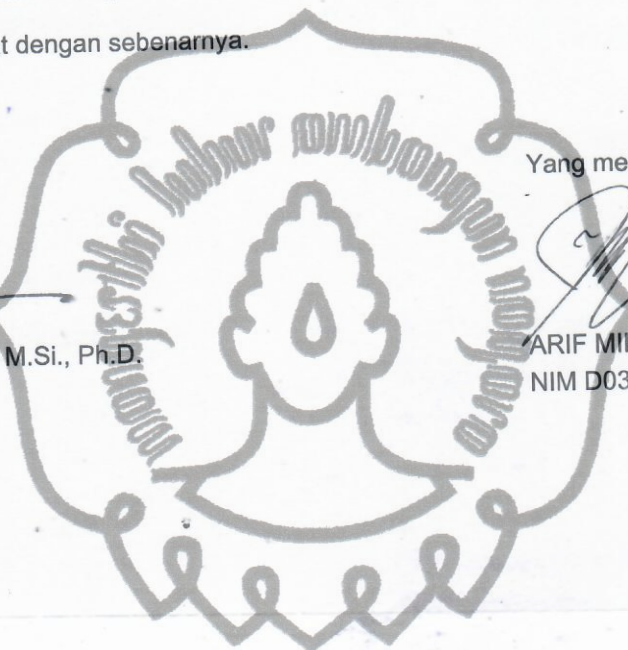 t dengan sebenarnya.
Yang me
M.Si., Ph.D.
ARIF MI
NIM D03